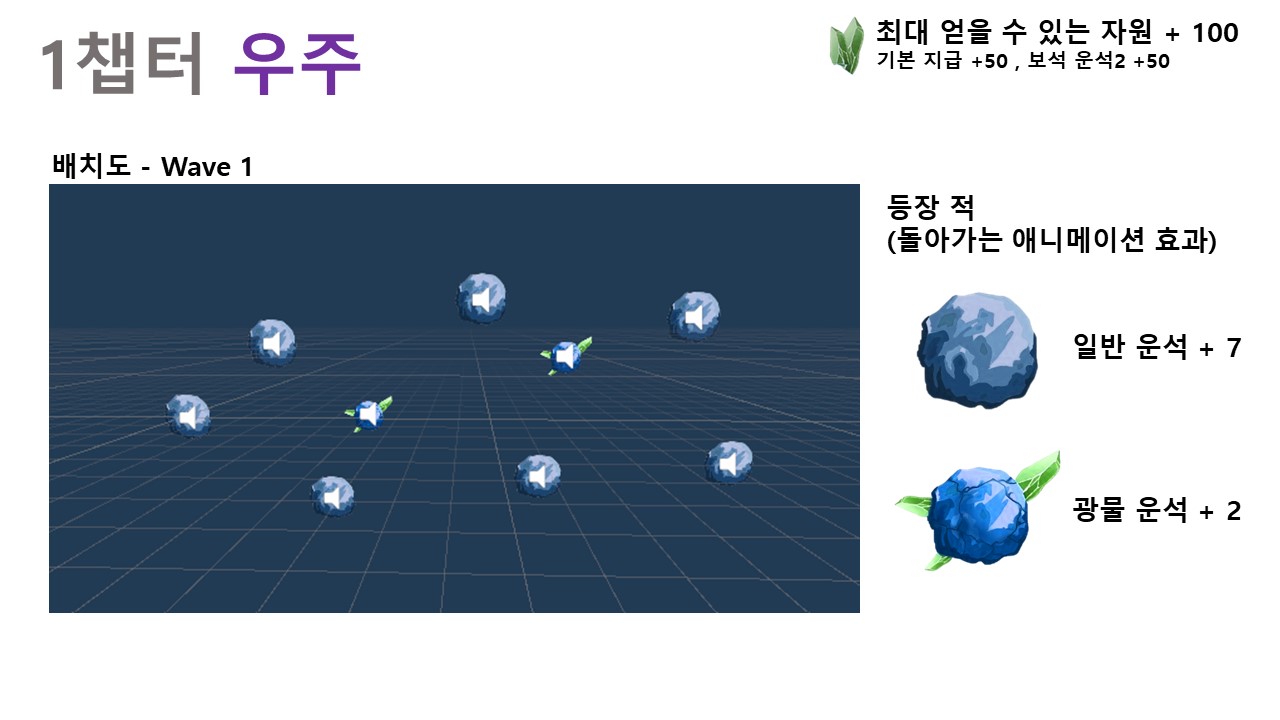 1챕터 우주
최대 얻을 수 있는 자원 + 100
기본 지급 +50 , 보석 운석2 +50
배치도 - Wave 1
등장 적
(돌아가는 애니메이션 효과)
일반 운석 + 7
광물 운석 + 2